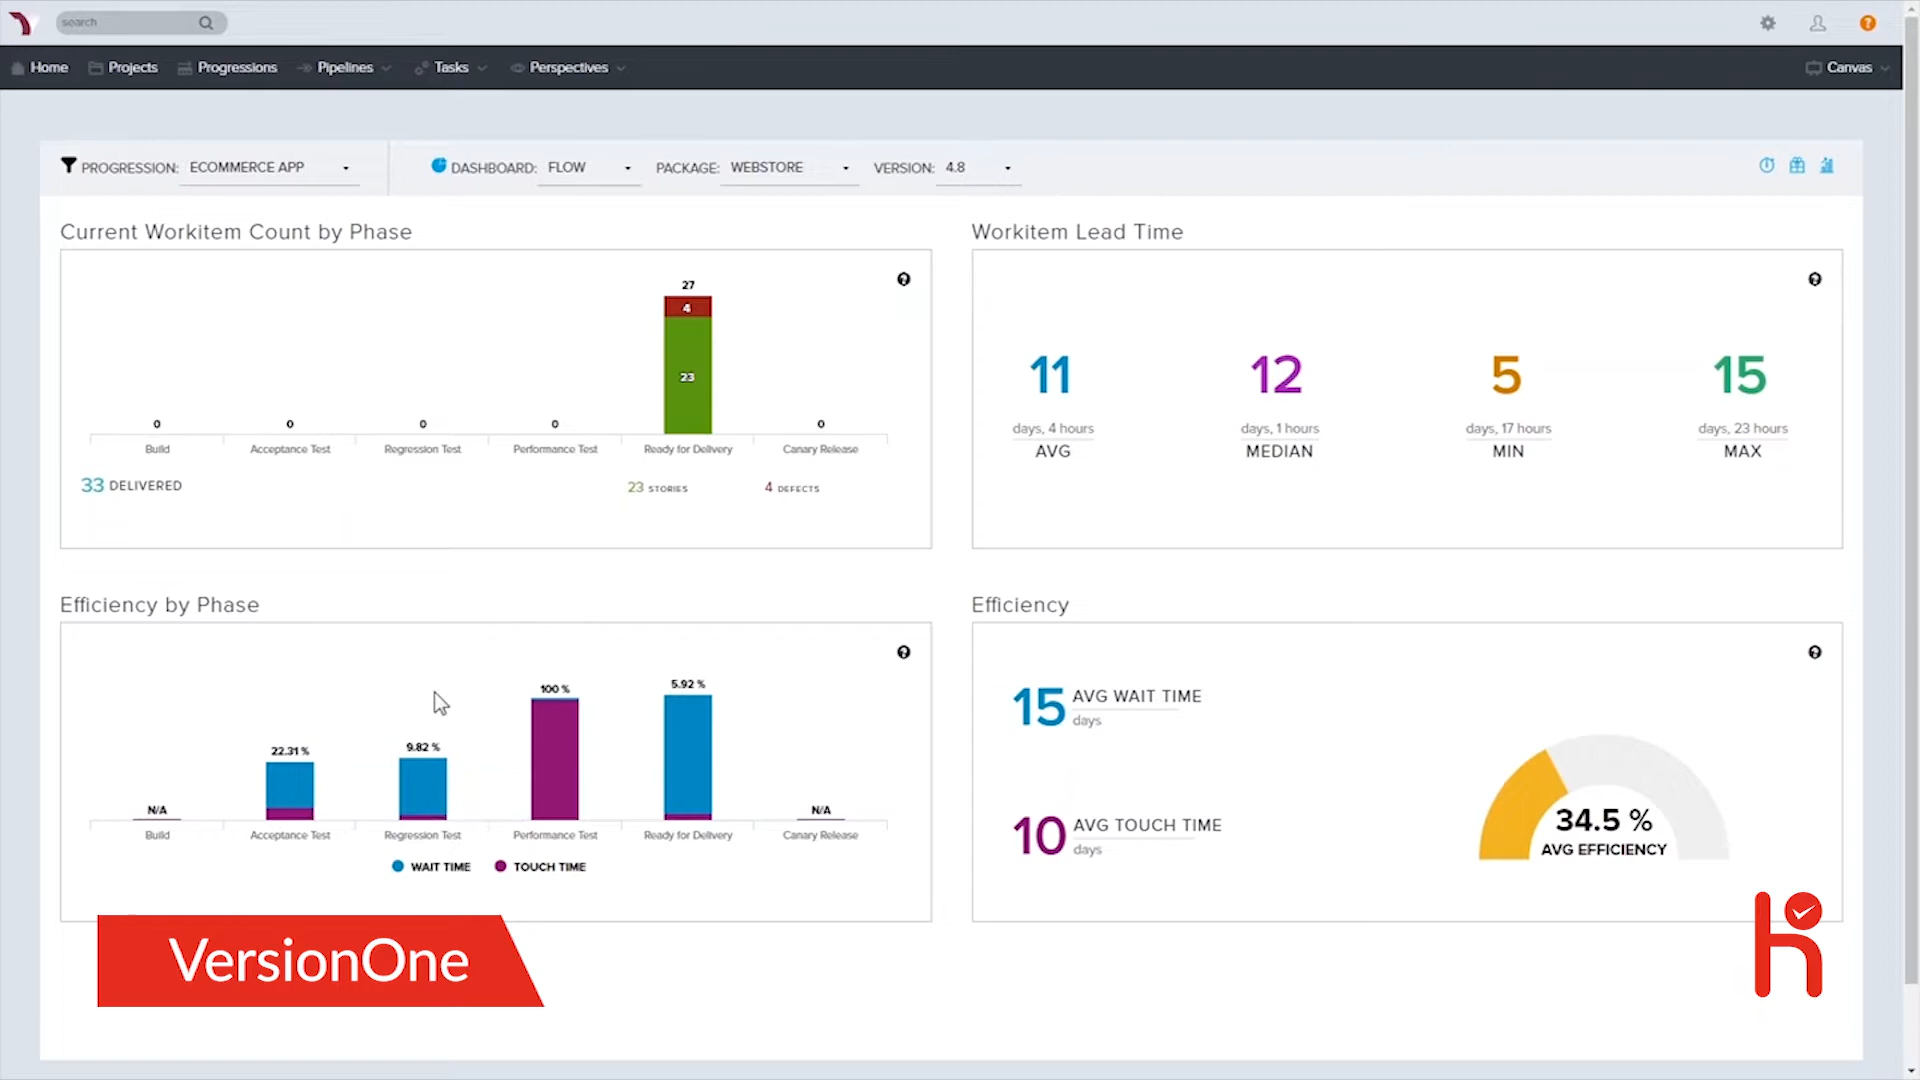 search
Home Projects Progressions Pipelines Tasks Perspectives Canvas
PROGRESSION: ECOMMERCE APP DASHBOARD: FLOW PACKAGE: WEBSTORE VERSION: 4.8
Current Workitem Count by Phase
27
4
23
0 0 0 0 0
Build Acceptance Test Regression Test Performance Test Ready for Delivery Canary Release
33 DELIVERED 23 STORIES 4 DEFECTS
Workitem Lead Time
11 12 5 15
days, 4 hours days, 1 hours days, 17 hours days, 23 hours
AVG MEDIAN MIN MAX
Efficiency by Phase
N/A 22.31 % 9.82 % 100 % 5.92 % N/A
Build Acceptance Test Regression Test Performance Test Ready for Delivery Canary Release
WAIT TIME TOUCH TIME
Efficiency
15 AVG WAIT TIME
days
10 AVG TOUCH TIME
days
34.5 %
AVG EFFICIENCY
VersionOne